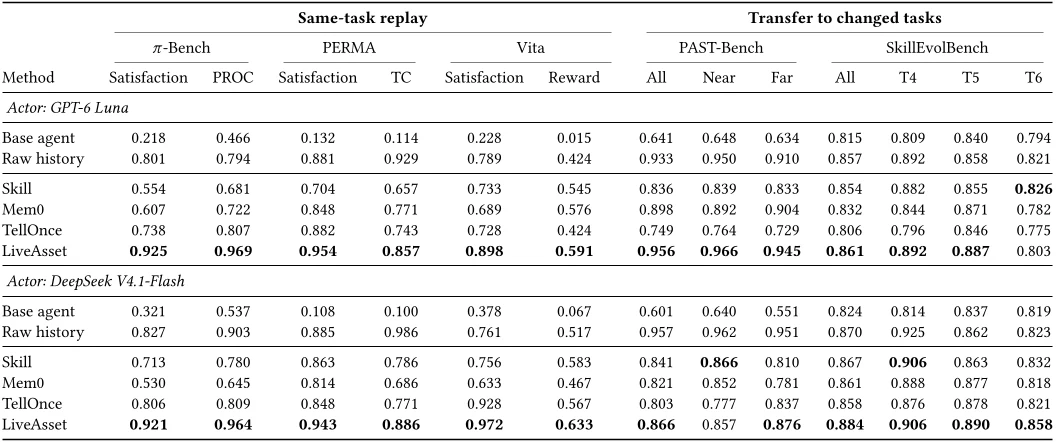 Same-task replay Transfer to changed tasks
π-Bench PERMA Vita PAST-Bench SkillEvolBench
Method Satisfaction PROC Satisfaction TC Satisfaction Reward All Near Far All T4 T5 T6
Actor: GPT-6 Luna
Base agent 0.218 0.466 0.132 0.114 0.228 0.015 0.641 0.648 0.634 0.815 0.809 0.840 0.794
Raw history 0.801 0.794 0.881 0.929 0.789 0.424 0.933 0.950 0.910 0.857 0.892 0.858 0.821
Skill 0.554 0.681 0.704 0.657 0.733 0.545 0.836 0.839 0.833 0.854 0.882 0.855 0.826
Mem0 0.607 0.722 0.848 0.771 0.689 0.576 0.898 0.892 0.904 0.832 0.844 0.871 0.782
TellOnce 0.738 0.807 0.882 0.743 0.728 0.424 0.749 0.764 0.729 0.806 0.796 0.846 0.775
LiveAsset 0.925 0.969 0.954 0.857 0.898 0.591 0.956 0.966 0.945 0.861 0.892 0.887 0.803
Actor: DeepSeek V4.1-Flash
Base agent 0.321 0.537 0.108 0.100 0.378 0.067 0.601 0.640 0.551 0.824 0.814 0.837 0.819
Raw history 0.827 0.903 0.885 0.986 0.761 0.517 0.957 0.962 0.951 0.870 0.925 0.862 0.823
Skill 0.713 0.780 0.863 0.786 0.756 0.583 0.841 0.866 0.810 0.867 0.906 0.863 0.832
Mem0 0.530 0.645 0.814 0.686 0.633 0.467 0.821 0.852 0.781 0.861 0.888 0.877 0.818
TellOnce 0.806 0.809 0.848 0.771 0.928 0.567 0.803 0.777 0.837 0.858 0.876 0.878 0.821
LiveAsset 0.921 0.964 0.943 0.886 0.972 0.633 0.866 0.857 0.876 0.884 0.906 0.890 0.858